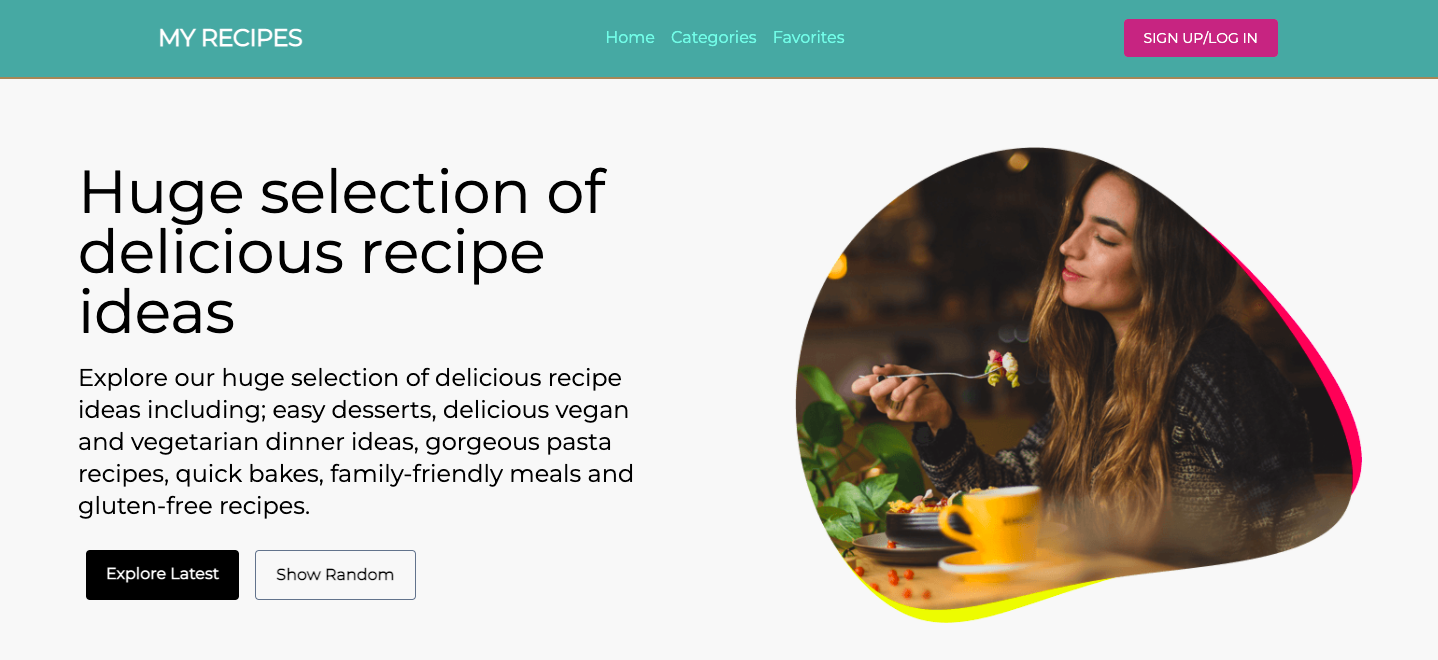 MY RECIPES
Home Categories Favorites
SIGN UP/LOG IN
Huge selection of
delicious recipe
ideas
Explore our huge selection of delicious recipe
ideas including; easy desserts, delicious vegan
and vegetarian dinner ideas, gorgeous pasta
recipes, quick bakes, family-friendly meals and
gluten-free recipes.
Explore Latest
Show Random